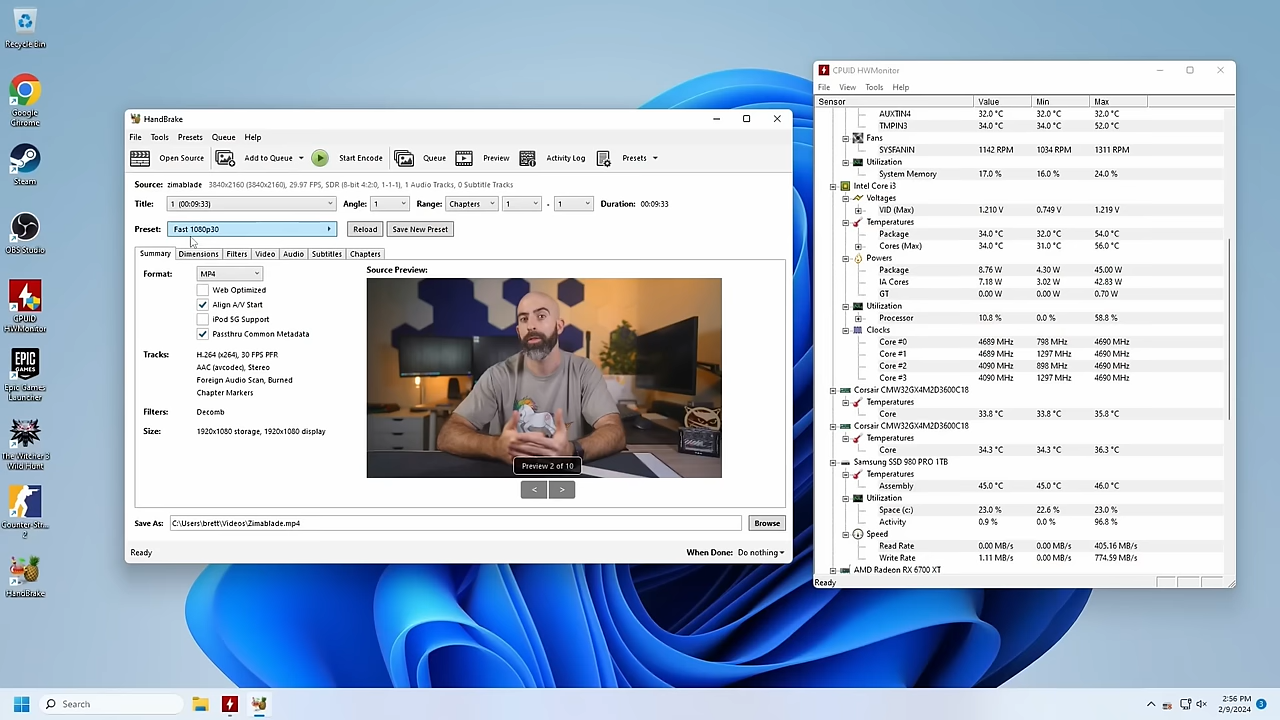 Recycle Bin
Google Chrome
Steam
OBS Studio
CPUID HWMonitor
Epic Games Launcher
The Witcher 3 Wild Hunt
Counter-Str... 2
HandBrake
HandBrake
File Tools Presets Queue Help
Open Source Add to Queue Start Encode Queue Preview Activity Log Presets
Source: zimablade 3840x2160 (3840x2160), 29.97 FPS, SDR (8-bit 4:2:0, 1-1-1), 1 Audio Tracks, 0 Subtitle Tracks
Title: 1 (00:09:33) Angle: 1 Range: Chapters 1 - 1 Duration: 00:09:33
Preset: Fast 1080p30 Reload Save New Preset
Summary Dimensions Filters Video Audio Subtitles Chapters
Format: MP4
Web Optimized
Align A/V Start
iPod 5G Support
Passthru Common Metadata
Tracks: H.264 (x264), 30 FPS PFR
AAC (avcodec), Stereo
Foreign Audio Scan, Burned
Chapter Markers
Filters: Decomb
Size: 1920x1080 storage, 1920x1080 display
Source Preview:
Preview 2 of 10
< >
Save As: C:\Users\brett\Videos\Zimablade.mp4 Browse
Ready When Done: Do nothing
CPUID HWMonitor
File View Tools Help
Sensor Value Min Max
AUXTIN4 32.0 °C 32.0 °C 32.0 °C
TMPIN3 34.0 °C 34.0 °C 52.0 °C
Fans
SYSFANIN 1142 RPM 1034 RPM 1311 RPM
Utilization
System Memory 17.0 % 16.0 % 24.0 %
Intel Core i3
Voltages
VID (Max) 1.210 V 0.749 V 1.219 V
Temperatures
Package 34.0 °C 32.0 °C 54.0 °C
Cores (Max) 34.0 °C 31.0 °C 56.0 °C
Powers
Package 8.76 W 4.30 W 45.00 W
IA Cores 7.18 W 3.02 W 42.83 W
GT 0.00 W 0.00 W 0.70 W
Utilization
Processor 10.8 % 0.0 % 58.8 %
Clocks
Core #0 4689 MHz 798 MHz 4690 MHz
Core #1 4689 MHz 1297 MHz 4690 MHz
Core #2 4090 MHz 898 MHz 4690 MHz
Core #3 4090 MHz 1297 MHz 4690 MHz
Corsair CMW32GX4M2D3600C18
Temperatures
Core 33.8 °C 33.8 °C 35.8 °C
Corsair CMW32GX4M2D3600C18
Temperatures
Core 34.3 °C 34.3 °C 36.3 °C
Samsung SSD 980 PRO 1TB
Temperatures
Assembly 45.0 °C 45.0 °C 46.0 °C
Utilization
Space (c:) 23.0 % 22.6 % 23.0 %
Activity 0.9 % 0.0 % 96.8 %
Speed
Read Rate 0.00 MB/s 0.00 MB/s 405.16 MB/s
Write Rate 1.11 MB/s 0.00 MB/s 774.59 MB/s
AMD Radeon RX 6700 XT
Ready
Search
2:56 PM
2/9/2024
3